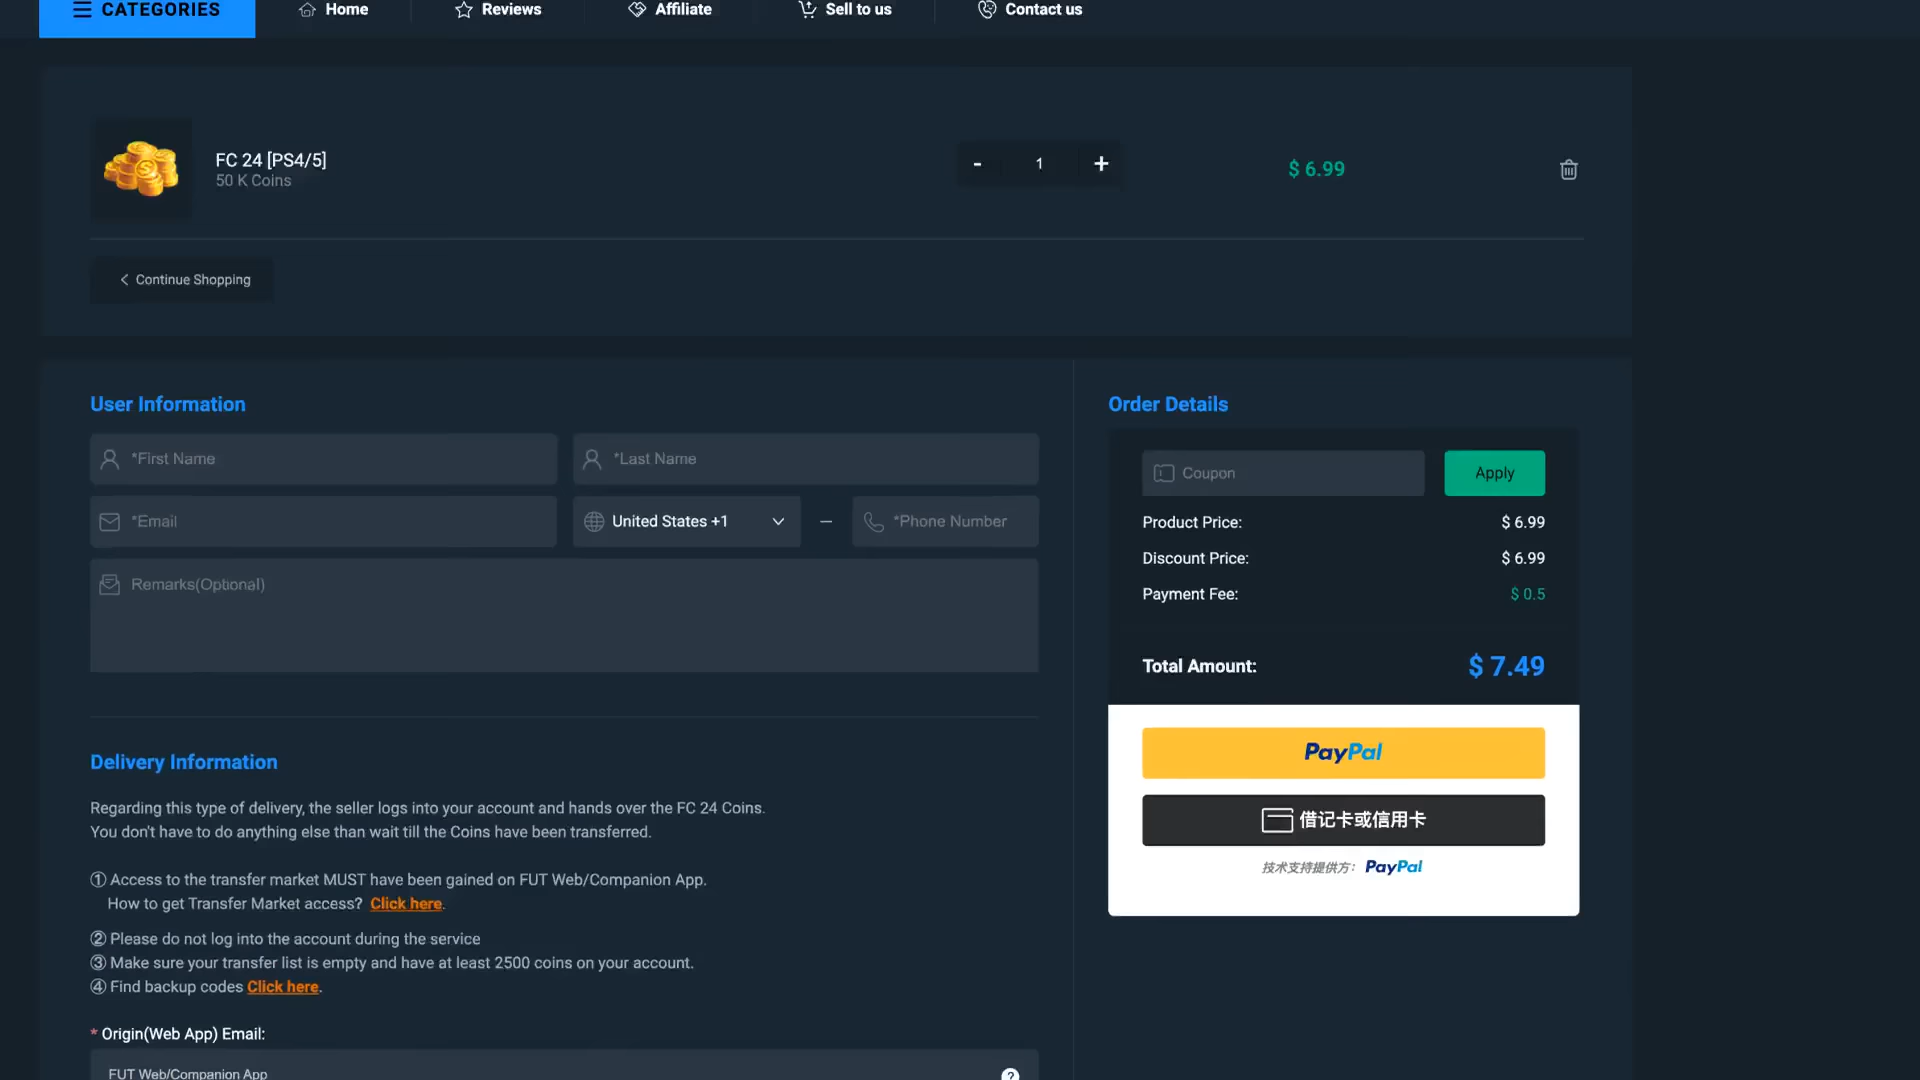 CATEGORIES
Home
Reviews
Affiliate
Sell to us
Contact us
FC 24 [PS4/5]
50 K Coins
- 1 +
$ 6.99
Continue Shopping
User Information
*First Name
*Last Name
*Email
United States +1
*Phone Number
Remarks(Optional)
Delivery Information
Regarding this type of delivery, the seller logs into your account and hands over the FC 24 Coins.
You don't have to do anything else than wait till the Coins have been transferred.
① Access to the transfer market MUST have been gained on FUT Web/Companion App.
How to get Transfer Market access? Click here.
② Please do not log into the account during the service
③ Make sure your transfer list is empty and have at least 2500 coins on your account.
④ Find backup codes Click here.
* Origin(Web App) Email:
FUT Web/Companion App
?
Order Details
Coupon
Apply
Product Price: $ 6.99
Discount Price: $ 6.99
Payment Fee: $ 0.5
Total Amount: $ 7.49
PayPal
借记卡或信用卡
技术支持提供方: PayPal